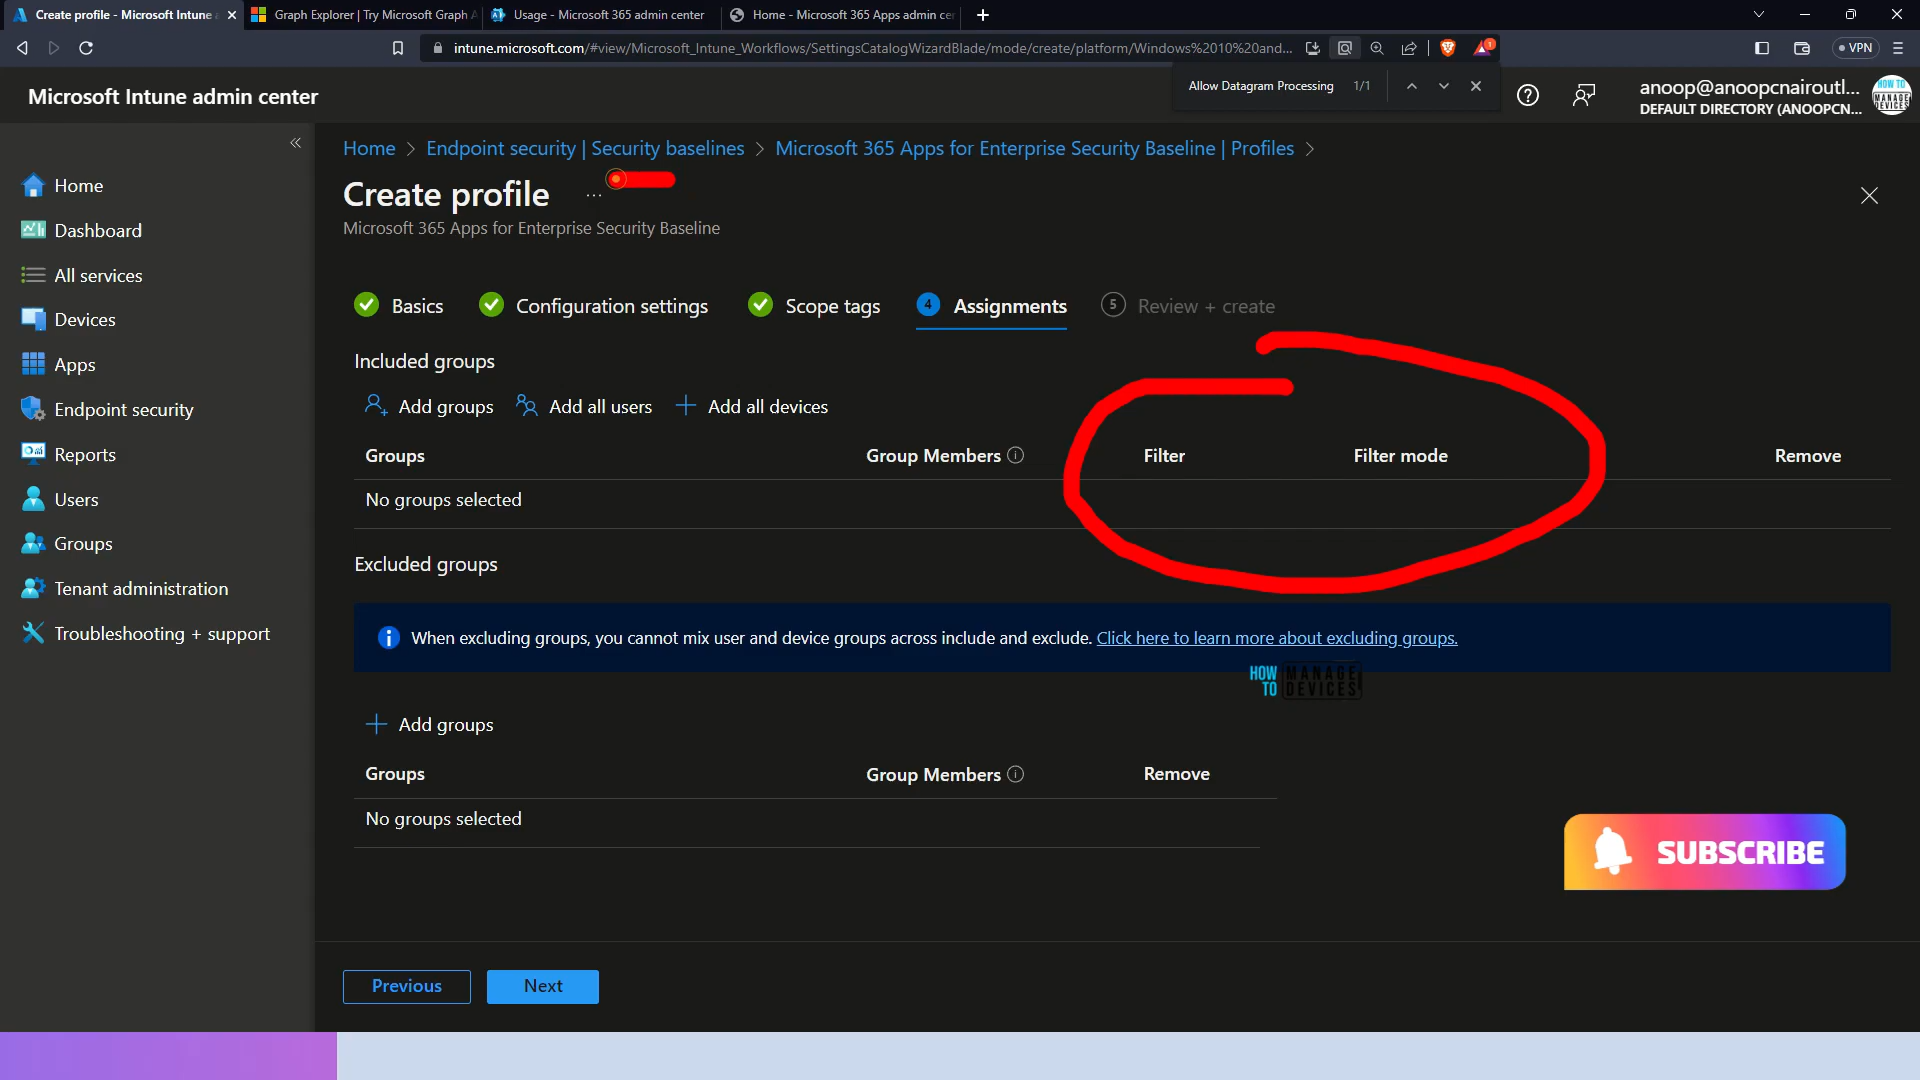 Create profile - Microsoft Intune a
Graph Explorer | Try Microsoft Graph A
Usage - Microsoft 365 admin center
Home - Microsoft 365 Apps admin cen
intune.microsoft.com/#view/Microsoft_Intune_Workflows/SettingsCatalogWizardBlade/mode/create/platform/Windows%2010%20and...
1
VPN
Allow Datagram Processing 1/1
Microsoft Intune admin center
anoop@anoopcnairoutl...
DEFAULT DIRECTORY (ANOOPCN...
HOW TO
MANAGE
DEVICES
Home > Endpoint security | Security baselines > Microsoft 365 Apps for Enterprise Security Baseline | Profiles >
Create profile ...
Microsoft 365 Apps for Enterprise Security Baseline
Home
Dashboard
All services
Devices
Apps
Endpoint security
Reports
Users
Groups
Tenant administration
Troubleshooting + support
Basics
Configuration settings
Scope tags
4 Assignments
5 Review + create
Included groups
Add groups
Add all users
Add all devices
Groups Group Members Filter Filter mode Remove
No groups selected
Excluded groups
When excluding groups, you cannot mix user and device groups across include and exclude. Click here to learn more about excluding groups.
HOW TO
MANAGE
DEVICES
Add groups
Groups Group Members Remove
No groups selected
SUBSCRIBE
Previous
Next